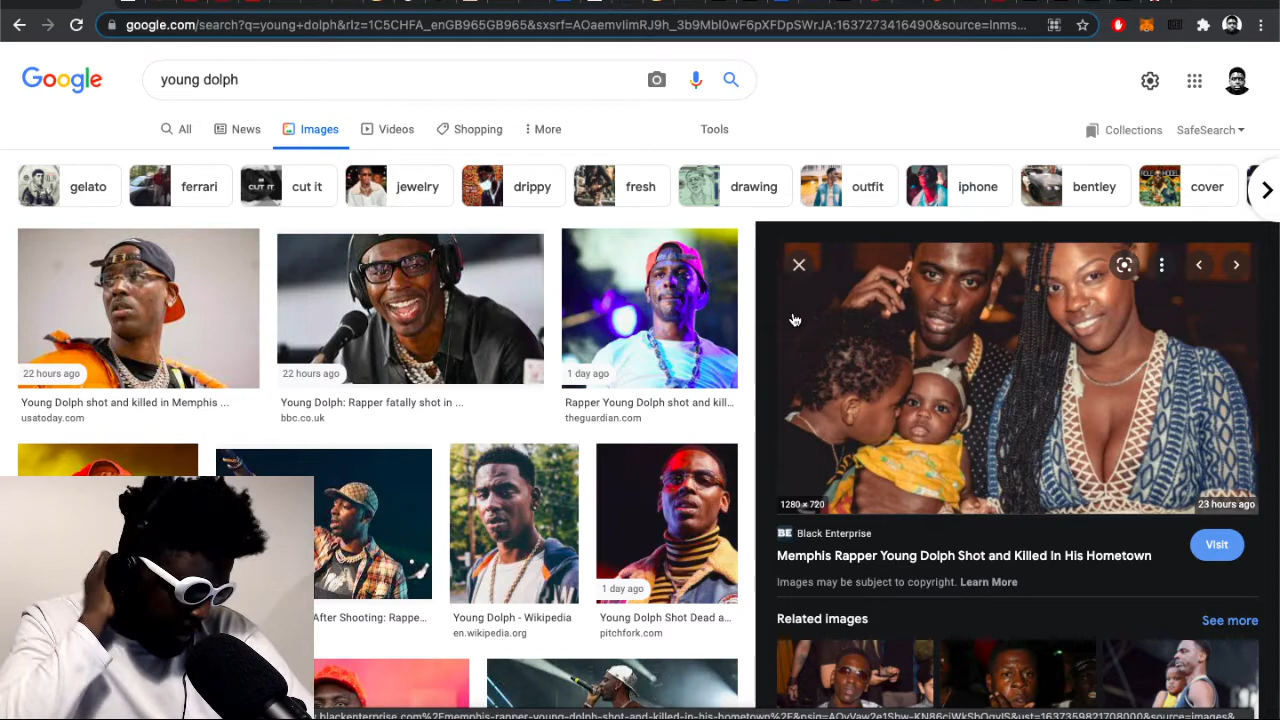 google.com/search?q=young+dolph&rlz=1C5CHFA_enGB965GB965&sxsrf=AOaemvIimRJ9h_3b9Mbl0wF6pXFDpSWrJA:1637273416490&source=lnms...
Google
young dolph
All
News
Images
Videos
Shopping
More
Tools
Collections
SafeSearch
gelato
ferrari
CUT IT
cut it
jewelry
drippy
fresh
drawing
outfit
iphone
bentley
cover
22 hours ago
22 hours ago
1 day ago
Young Dolph shot and killed in Memphis ...
usatoday.com
Young Dolph: Rapper fatally shot in ...
bbc.co.uk
Rapper Young Dolph shot and kill...
theguardian.com
1280 × 720
23 hours ago
BE Black Enterprise
Memphis Rapper Young Dolph Shot and Killed In His Hometown
Visit
Images may be subject to copyright. Learn More
1 day ago
After Shooting: Rappe...
Young Dolph - Wikipedia
en.wikipedia.org
Young Dolph Shot Dead a...
pitchfork.com
Related images
See more